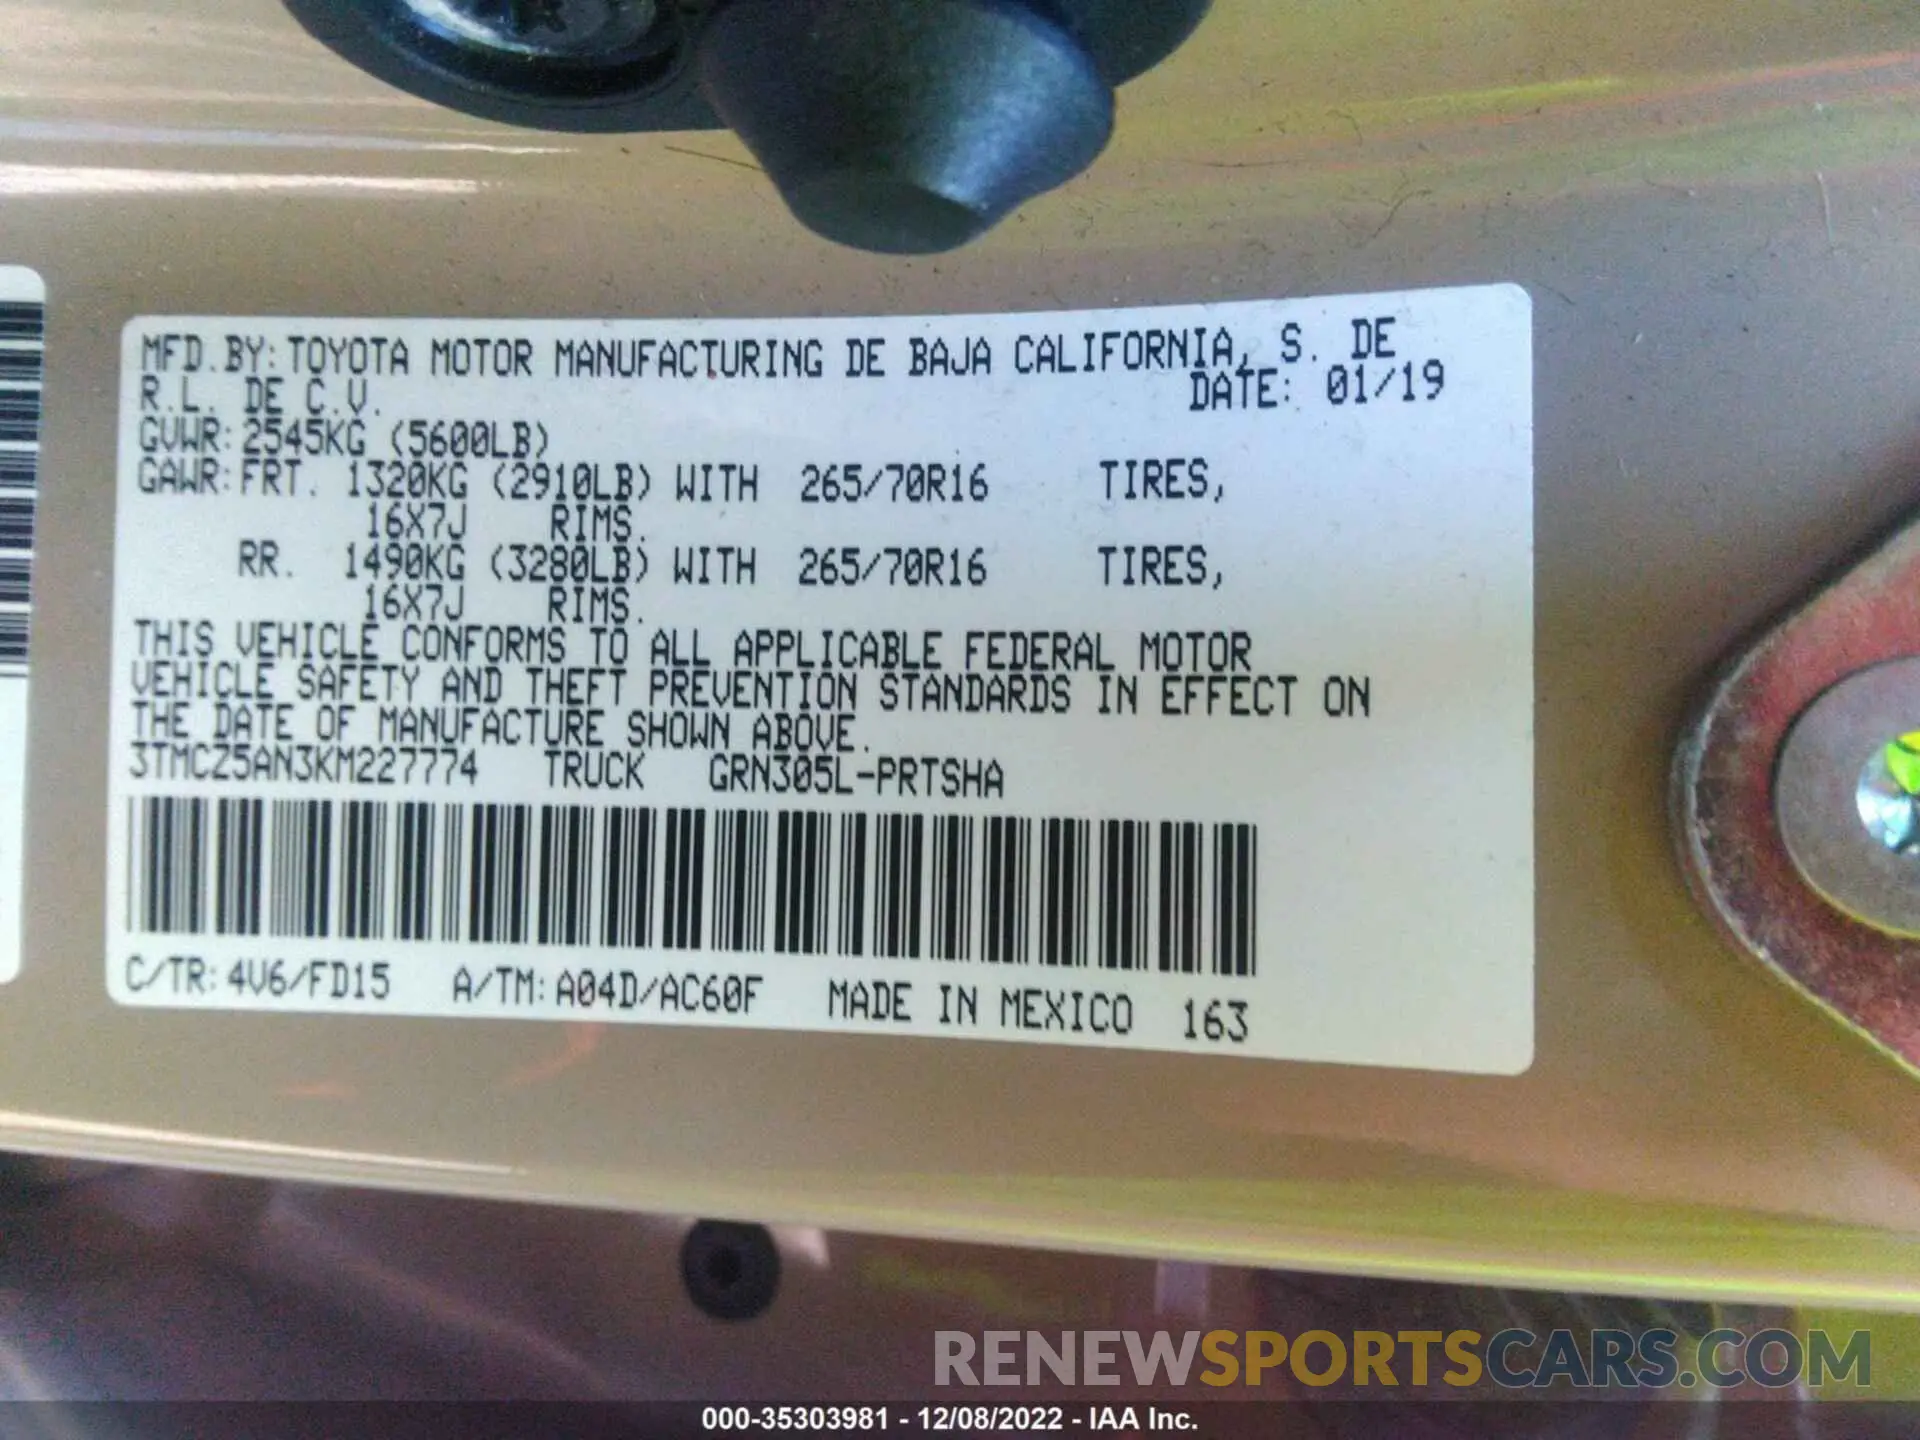 MFD.BY: TOYOTA MOTOR MANUFACTURING DE BAJA CALIFORNIA, S. DE
R.L. DE C.V. DATE: 01/19
GVWR: 2545KG (5600LB)
GAWR: FRT. 1320KG (2910LB) WITH 265/70R16 TIRES,
16X7J RIMS.
RR. 1490KG (3280LB) WITH 265/70R16 TIRES,
16X7J RIMS.
THIS VEHICLE CONFORMS TO ALL APPLICABLE FEDERAL MOTOR
VEHICLE SAFETY AND THEFT PREVENTION STANDARDS IN EFFECT ON
THE DATE OF MANUFACTURE SHOWN ABOVE.
3TMCZ5AN3KM227774 TRUCK GRN305L-PRTSHA
C/TR: 4V6/FD15 A/TM: A04D/AC60F MADE IN MEXICO 163
RENEWSPORTSCARS.COM
000-35303981 - 12/08/2022 - IAA Inc.